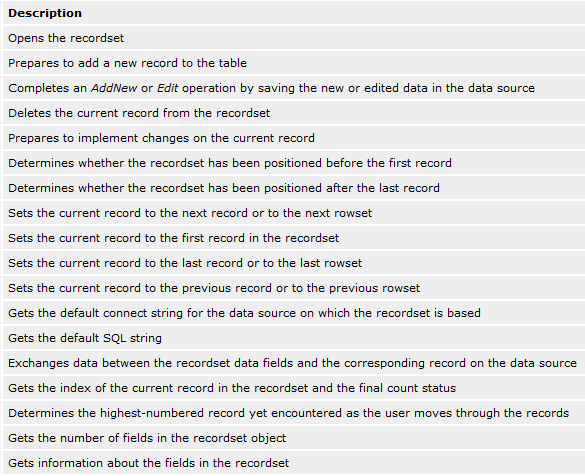 Description
Opens the recordset
Prepares to add a new record to the table
Completes an AddNew or Edit operation by saving the new or edited data in the data source
Deletes the current record from the recordset
Prepares to implement changes on the current record
Determines whether the recordset has been positioned before the first record
Determines whether the recordset has been positioned after the last record
Sets the current record to the next record or to the next rowset
Sets the current record to the first record in the recordset
Sets the current record to the last record or to the last rowset
Sets the current record to the previous record or to the previous rowset
Gets the default connect string for the data source on which the recordset is based
Gets the default SQL string
Exchanges data between the recordset data fields and the corresponding record on the data source
Gets the index of the current record in the recordset and the final count status
Determines the highest-numbered record yet encountered as the user moves through the records
Gets the number of fields in the recordset object
Gets information about the fields in the recordset